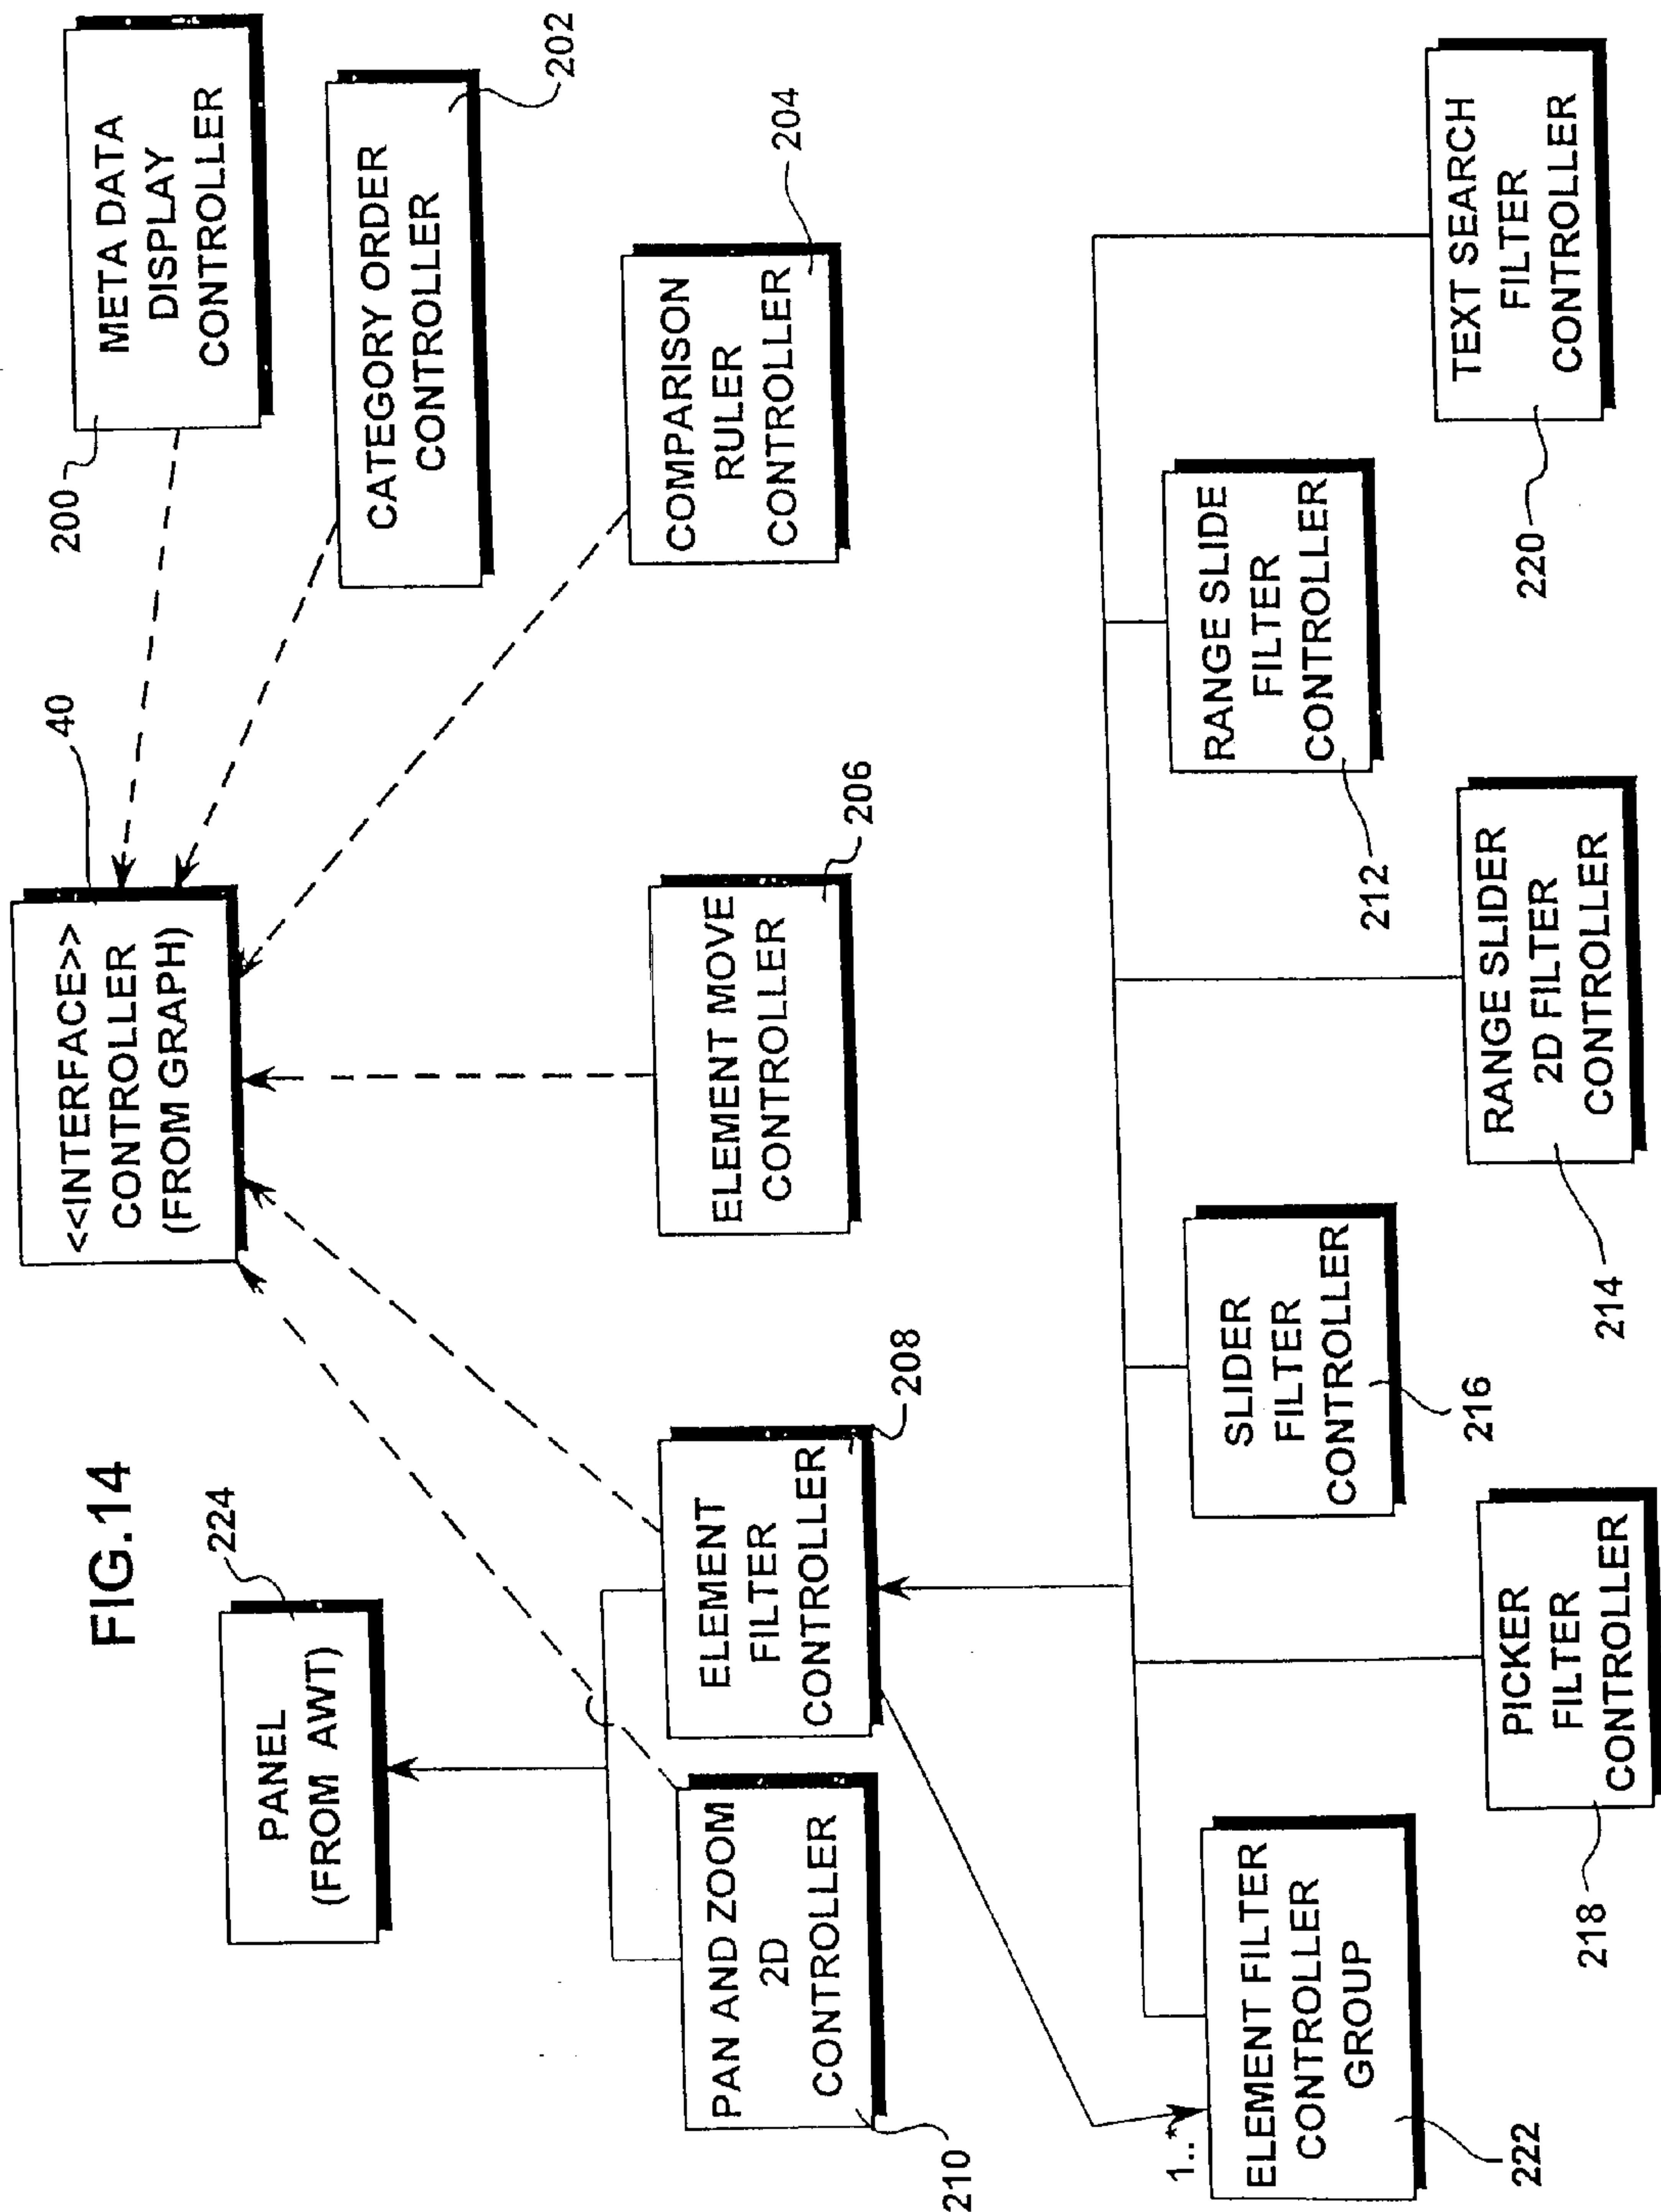 FIG.14
<<INTERFACE>>
CONTROLLER
(FROM GRAPH)
40
200
META DATA
DISPLAY
CONTROLLER
224
PANEL
(FROM AWT)
CATEGORY ORDER
CONTROLLER
202
PAN AND ZOOM
2D
CONTROLLER
210
ELEMENT
FILTER
CONTROLLER
208
ELEMENT MOVE
CONTROLLER
206
COMPARISON
RULER
CONTROLLER
204
1..*
ELEMENT FILTER
CONTROLLER
GROUP
222
SLIDER
FILTER
CONTROLLER
216
RANGE SLIDE
FILTER
CONTROLLER
212
PICKER
FILTER
CONTROLLER
218
RANGE SLIDER
2D FILTER
CONTROLLER
214
TEXT SEARCH
FILTER
CONTROLLER
220